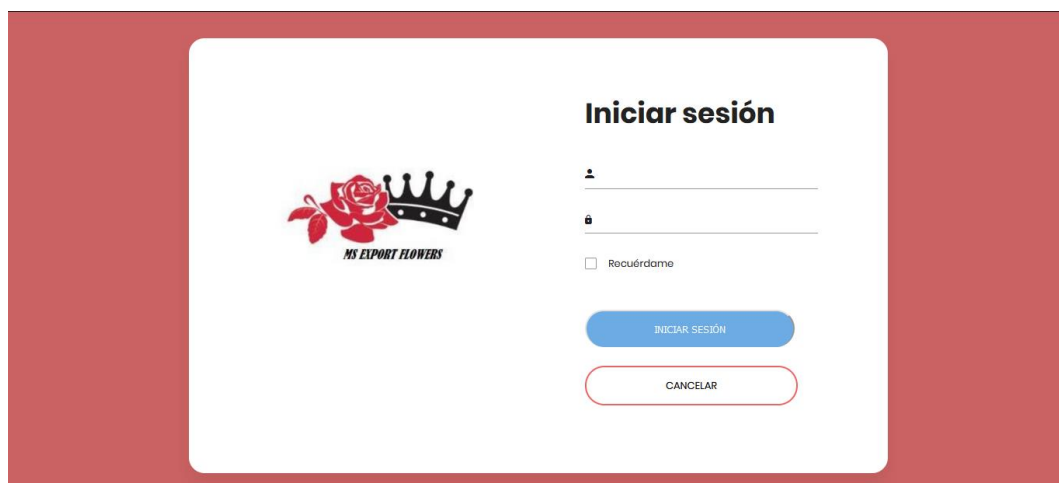 Iniciar sesión
MS EXPORT FLOWERS
Recuérdame
INICIAR SESIÓN
CANCELAR